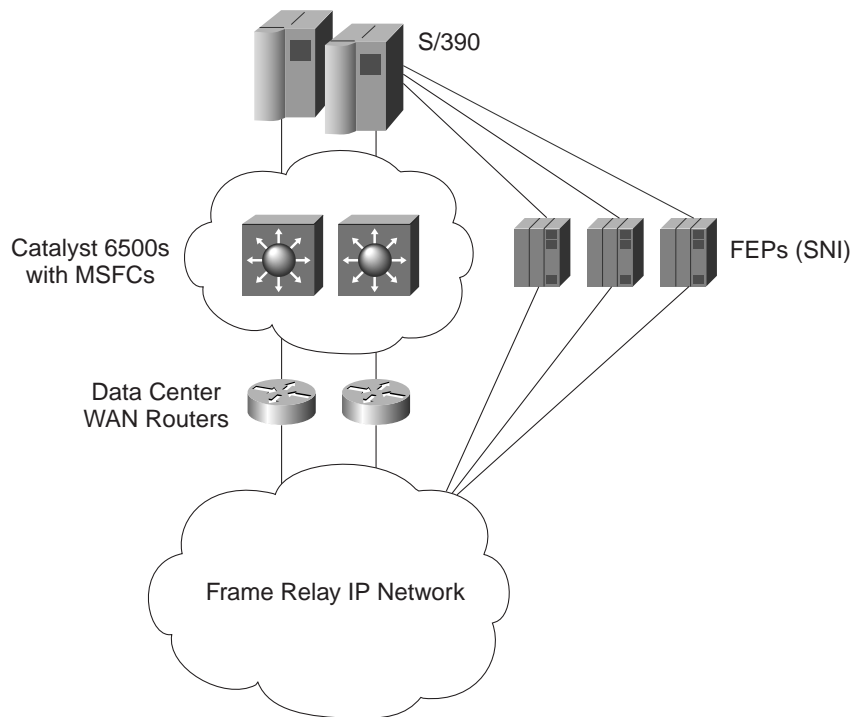 S/390
Catalyst 6500s
with MSFCs
FEPs (SNI)
Data Center
WAN Routers
Frame Relay IP Network